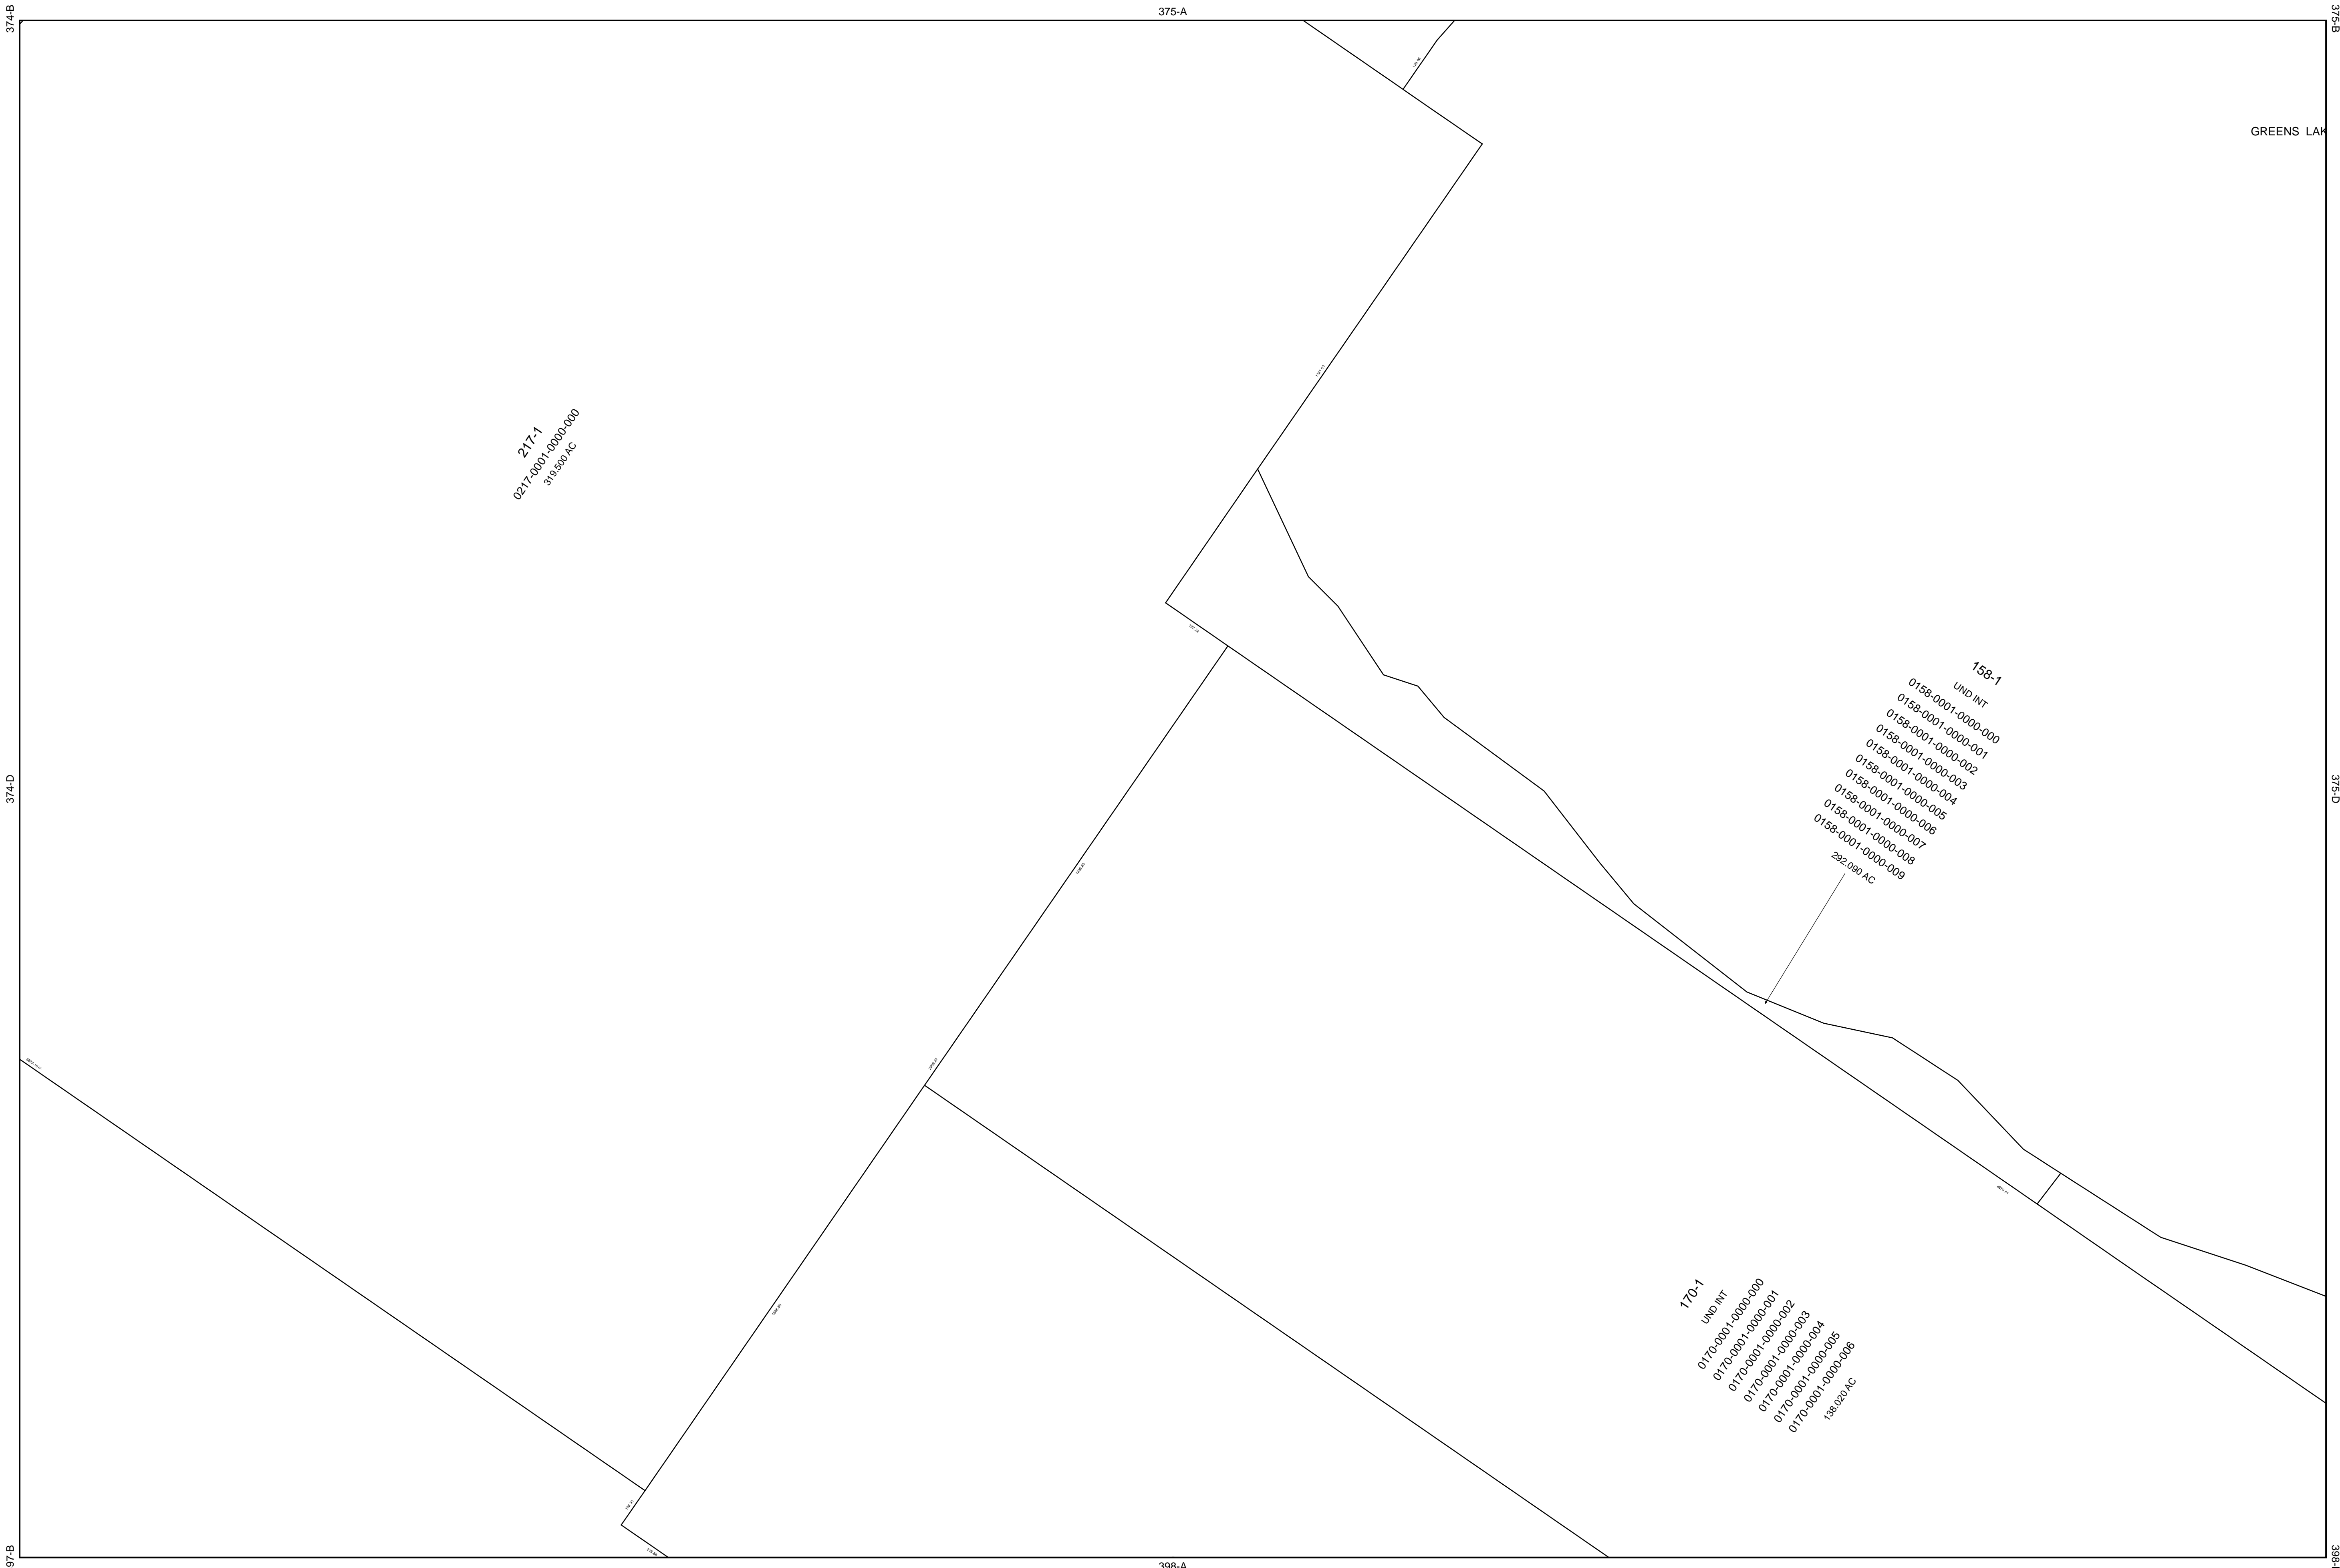 374-B
375-A
375-B
GREENS LAK
217-1
0217-0001-0000-000
319.500 AC
158-1
UND INT
0158-0001-0000-000
0158-0001-0000-001
0158-0001-0000-002
0158-0001-0000-003
0158-0001-0000-004
0158-0001-0000-005
0158-0001-0000-006
0158-0001-0000-007
0158-0001-0000-008
0158-0001-0000-009
292.090 AC
374-D
375-D
170-1
UND INT
0170-0001-0000-000
0170-0001-0000-001
0170-0001-0000-002
0170-0001-0000-003
0170-0001-0000-004
0170-0001-0000-005
0170-0001-0000-006
138.020 AC
97-B
398-A